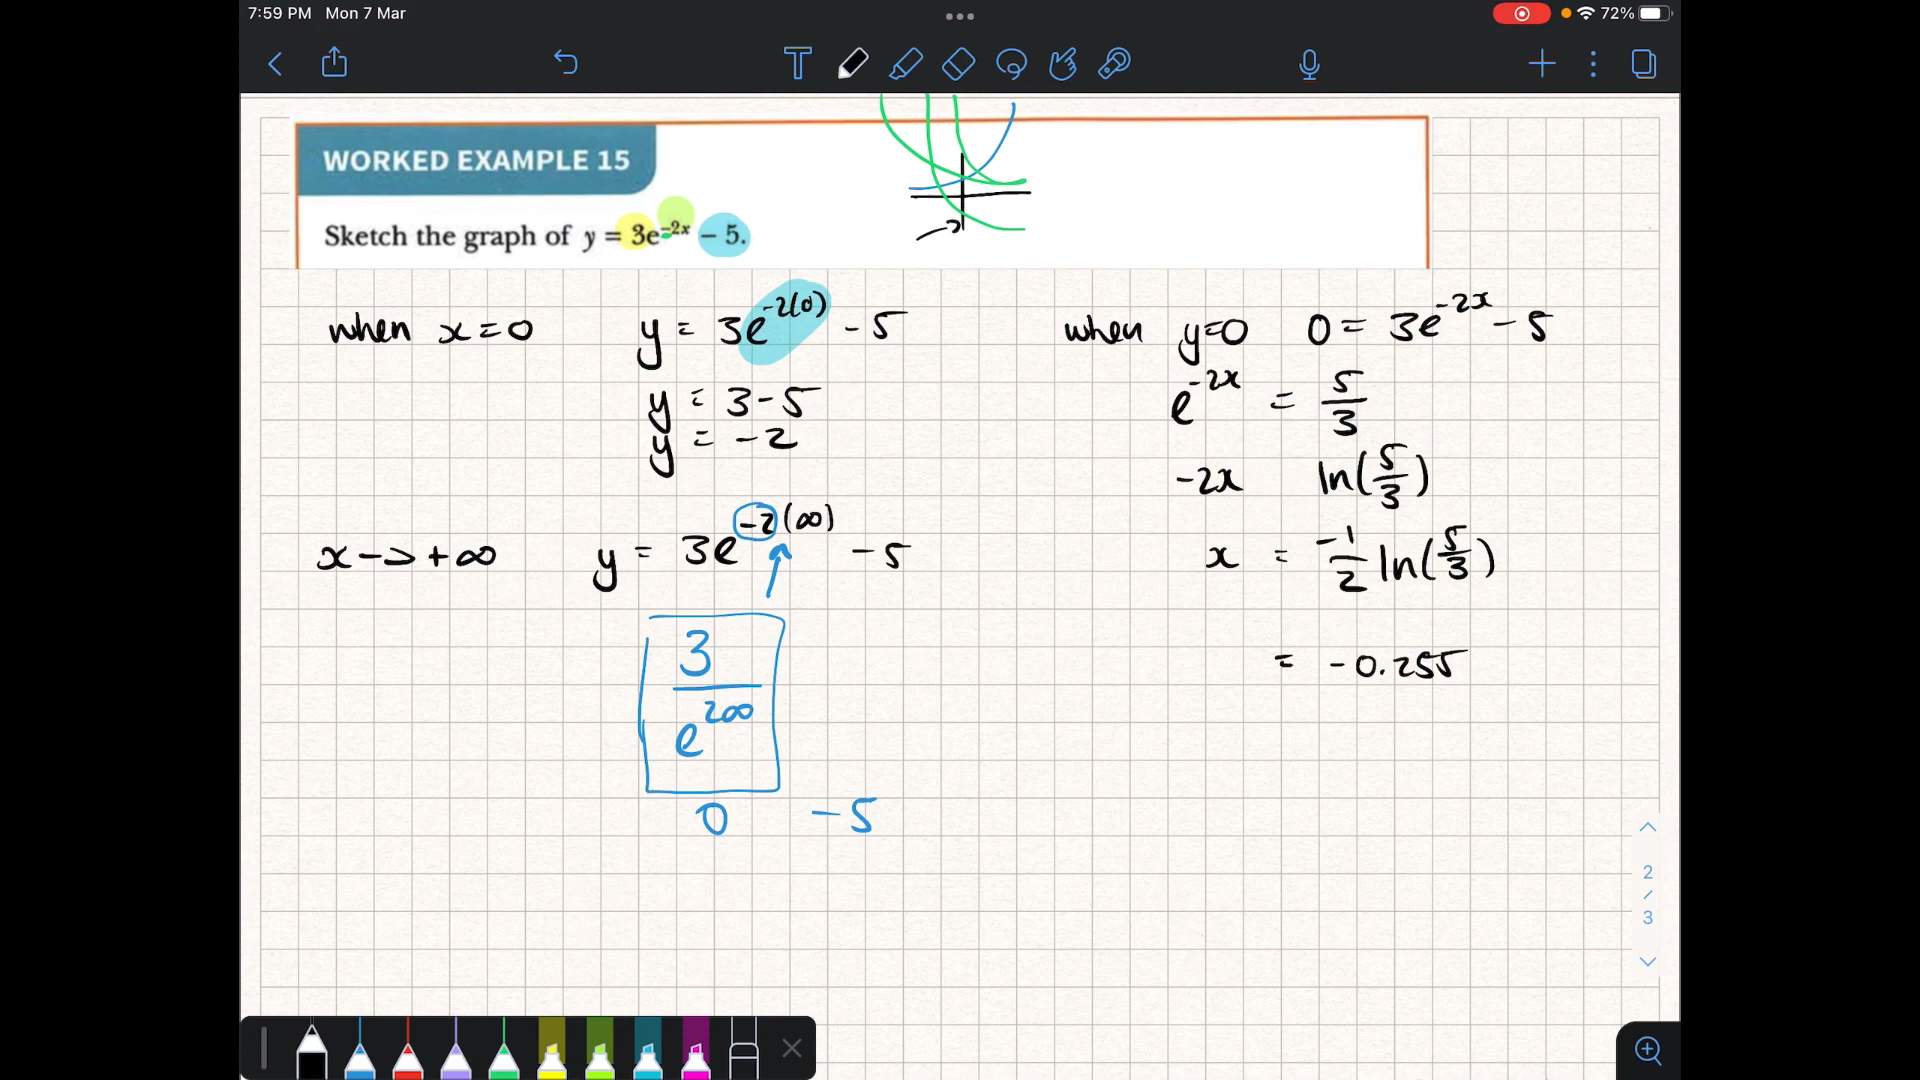 7:59 PM Mon 7 Mar
72%
WORKED EXAMPLE 15
Sketch the graph of y = 3e⁻²ˣ − 5.
when x=0
y = 3e^-2(0) - 5
y = 3-5
y = -2
x -> +∞
y = 3e^-2(∞) - 5
3
e^2∞
0 -5
when y=0 0 = 3e^-2x - 5
e^-2x = 5/3
-2x ln(5/3)
x = -1/2 ln(5/3)
= -0.255
2
/
3